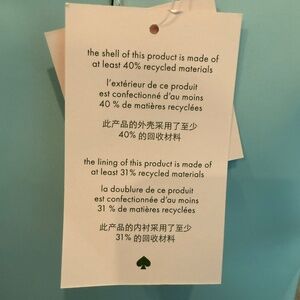 the shell of this product is made of
at least 40% recycled materials
l'extérieur de ce produit
est confectionné d'au moins
40 % de matières recyclées
此产品的外壳采用了至少
40% 的回收材料
the lining of this product is made of
at least 31% recycled materials
la doublure de ce produit
est confectionnée d'au moins
31 % de matières recyclées
此产品的内衬采用了至少
31% 的回收材料